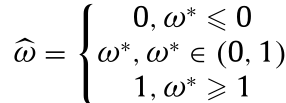 0, ω* ⩽ 0
ω̂ = { ω*, ω* ∈ (0, 1)
1, ω* ⩾ 1